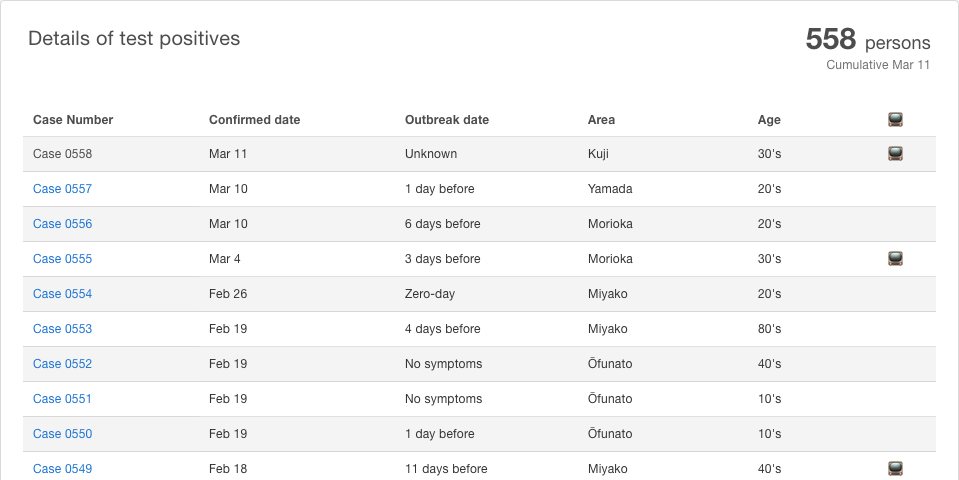 Details of test positives
558 persons
Cumulative Mar 11
Case Number Confirmed date Outbreak date Area Age
Case 0558 Mar 11 Unknown Kuji 30's
Case 0557 Mar 10 1 day before Yamada 20's
Case 0556 Mar 10 6 days before Morioka 20's
Case 0555 Mar 4 3 days before Morioka 30's
Case 0554 Feb 26 Zero-day Miyako 20's
Case 0553 Feb 19 4 days before Miyako 80's
Case 0552 Feb 19 No symptoms Ōfunato 40's
Case 0551 Feb 19 No symptoms Ōfunato 10's
Case 0550 Feb 19 1 day before Ōfunato 10's
Case 0549 Feb 18 11 days before Miyako 40's